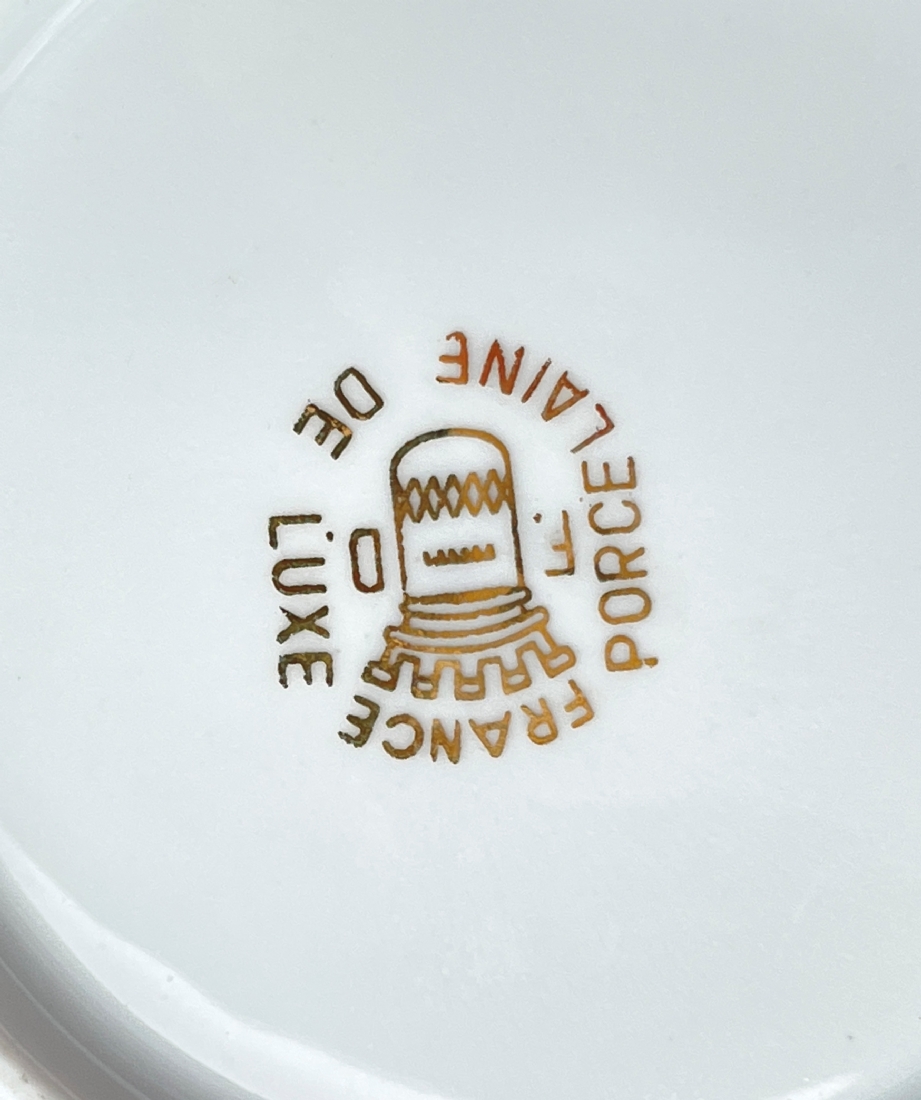 FRANCE
F. D.
PORCELAINE DE LUXE